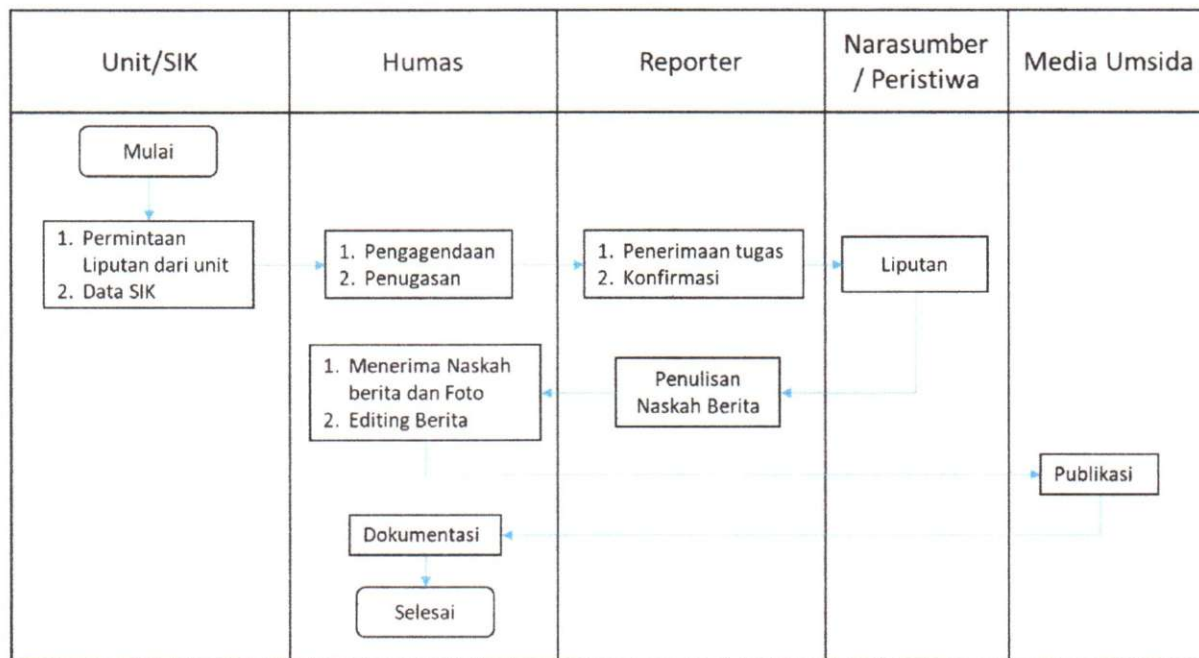 Unit/SIK
Humas
Reporter
Narasumber
/ Peristiwa
Media Umsida
Mulai
1. Permintaan
Liputan dari unit
2. Data SIK
1. Pengagendaan
2. Penugasan
1. Penerimaan tugas
2. Konfirmasi
Liputan
1. Menerima Naskah
berita dan Foto
2. Editing Berita
Penulisan
Naskah Berita
Publikasi
Dokumentasi
Selesai